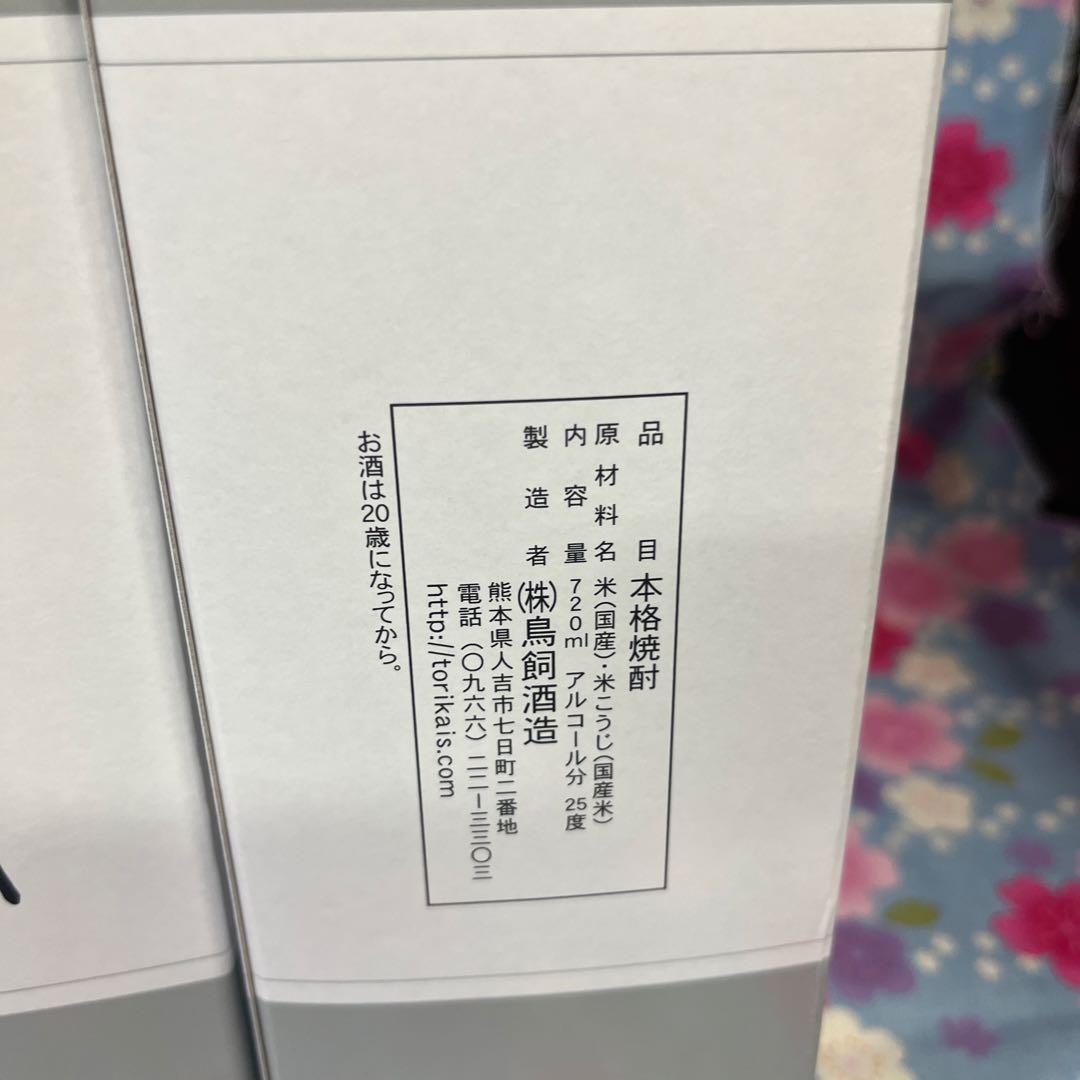 品目 本格焼酎
原材料名 米(国産)・米こうじ(国産米)
内容量 720ml アルコール分 25度
製造者 (株)鳥飼酒造
熊本県人吉市七日町二番地
電話(〇九六六)二二ー三三〇三
http://torikais.com
お酒は20歳になってから。